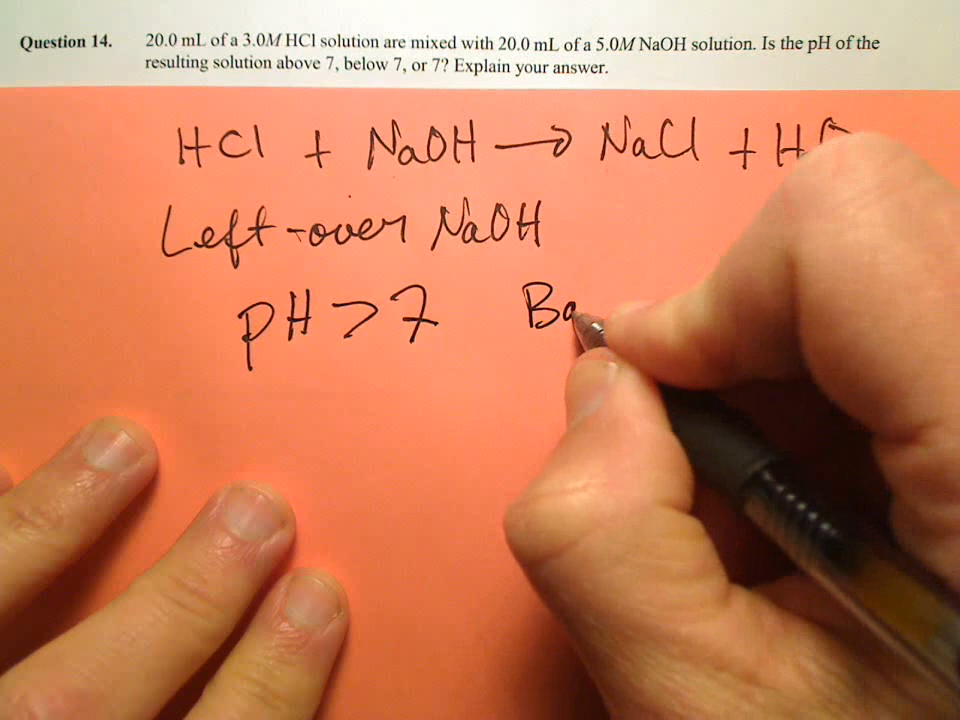 Question 14. 20.0 mL of a 3.0M HCl solution are mixed with 20.0 mL of a 5.0M NaOH solution. Is the pH of the
resulting solution above 7, below 7, or 7? Explain your answer.
HCl + NaOH → NaCl + H
Left-over NaOH
pH > 7 Ba